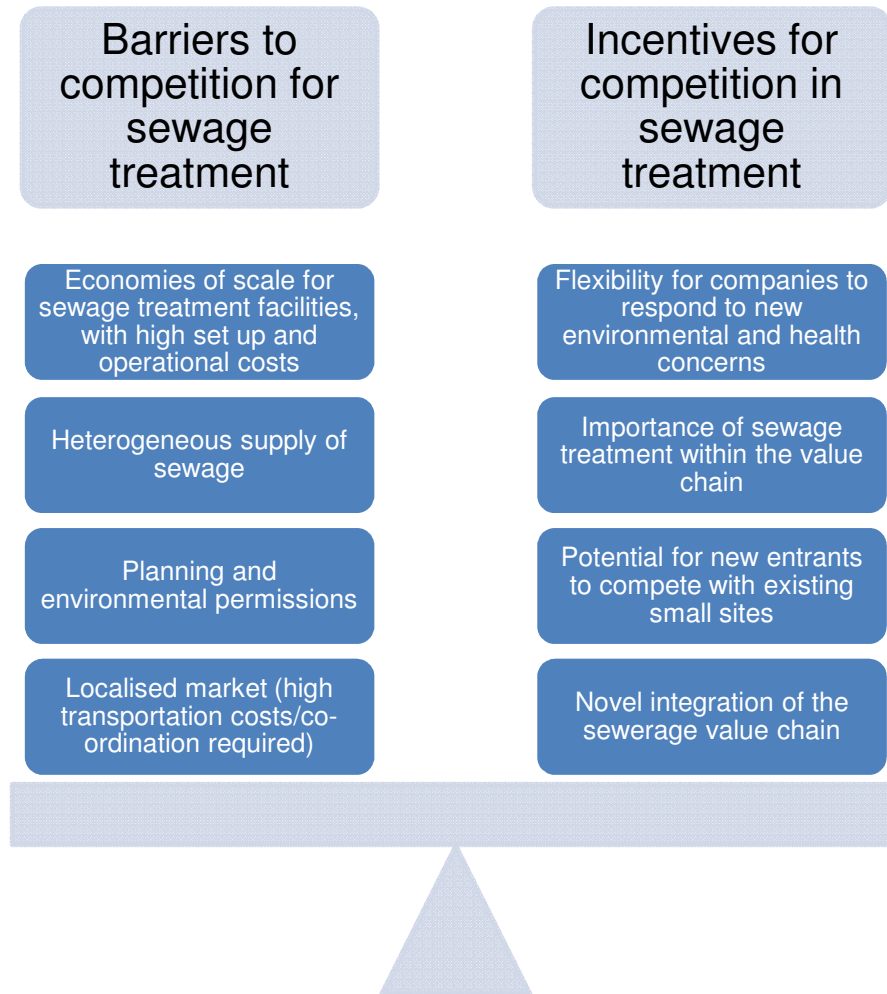 Barriers to
competition for
sewage
treatment
Economies of scale for
sewage treatment facilities,
with high set up and
operational costs
Heterogeneous supply of
sewage
Planning and
environmental permissions
Localised market (high
transportation costs/co-
ordination required)
Incentives for
competition in
sewage
treatment
Flexibility for companies to
respond to new
environmental and health
concerns
Importance of sewage
treatment within the value
chain
Potential for new entrants
to compete with existing
small sites
Novel integration of the
sewerage value chain